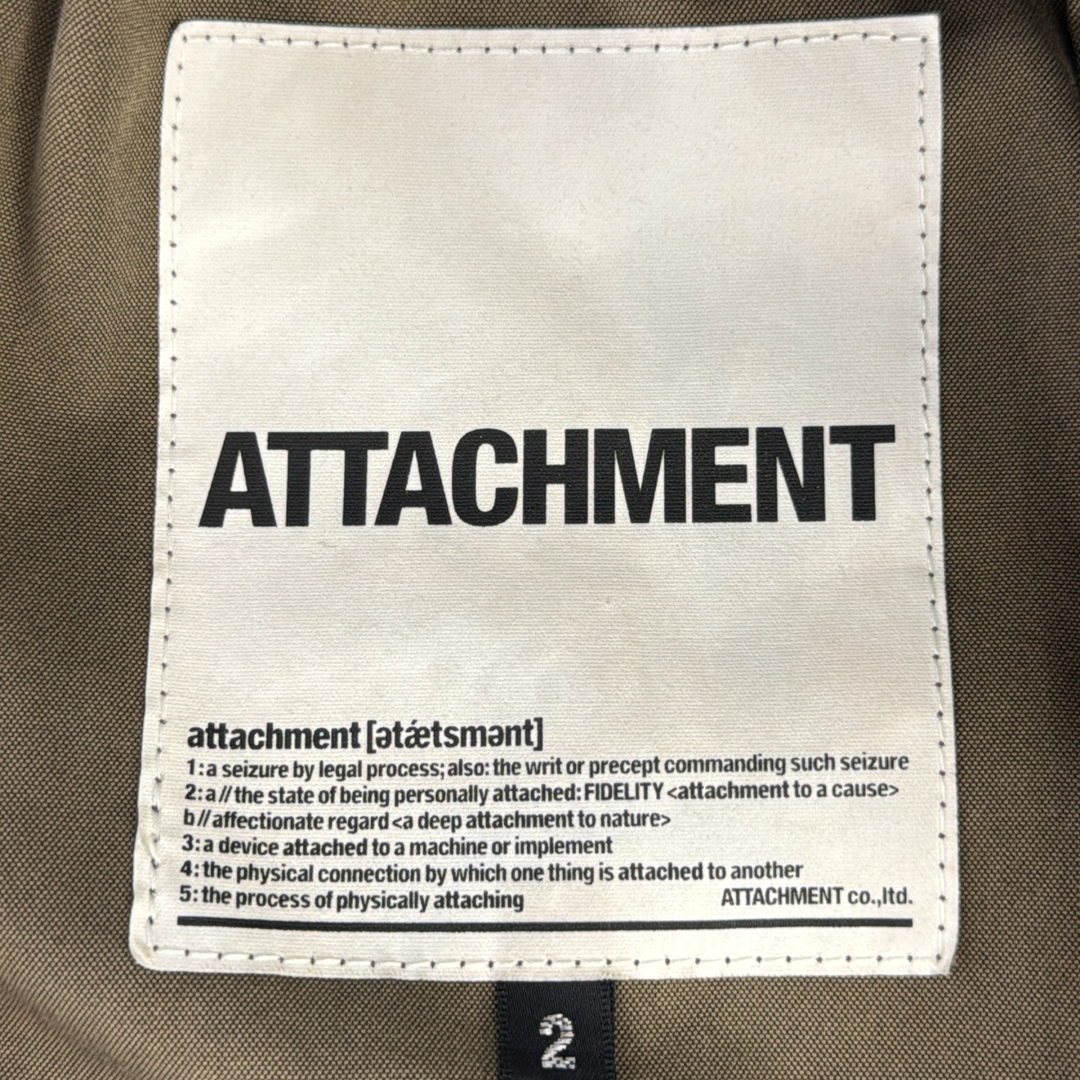 ATTACHMENT
attachment [ətǽtsmənt]
1:a seizure by legal process; also: the writ or precept commanding such seizure
2:a // the state of being personally attached: FIDELITY <attachment to a cause>
b // affectionate regard <a deep attachment to nature>
3:a device attached to a machine or implement
4:the physical connection by which one thing is attached to another
5:the process of physically attaching ATTACHMENT co.,ltd.
2